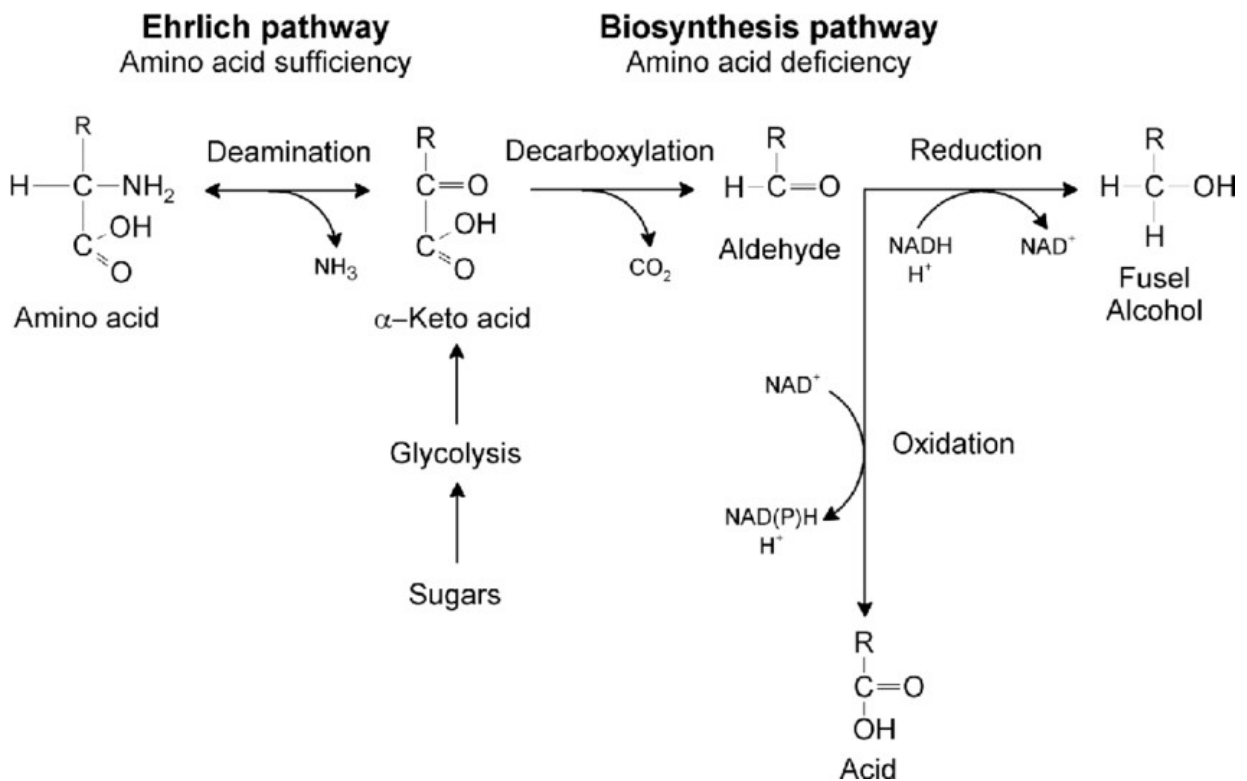 Ehrlich pathway
Amino acid sufficiency
Biosynthesis pathway
Amino acid deficiency
R
H
C
NH2
OH
C
O
Amino acid
Deamination
NH3
R
C
O
OH
C
O
α–Keto acid
Decarboxylation
CO2
R
H
C
O
Aldehyde
Reduction
NADH
H+
NAD+
R
H
C
OH
H
Fusel
Alcohol
Glycolysis
Sugars
NAD+
Oxidation
NAD(P)H
H+
R
C
O
OH
Acid